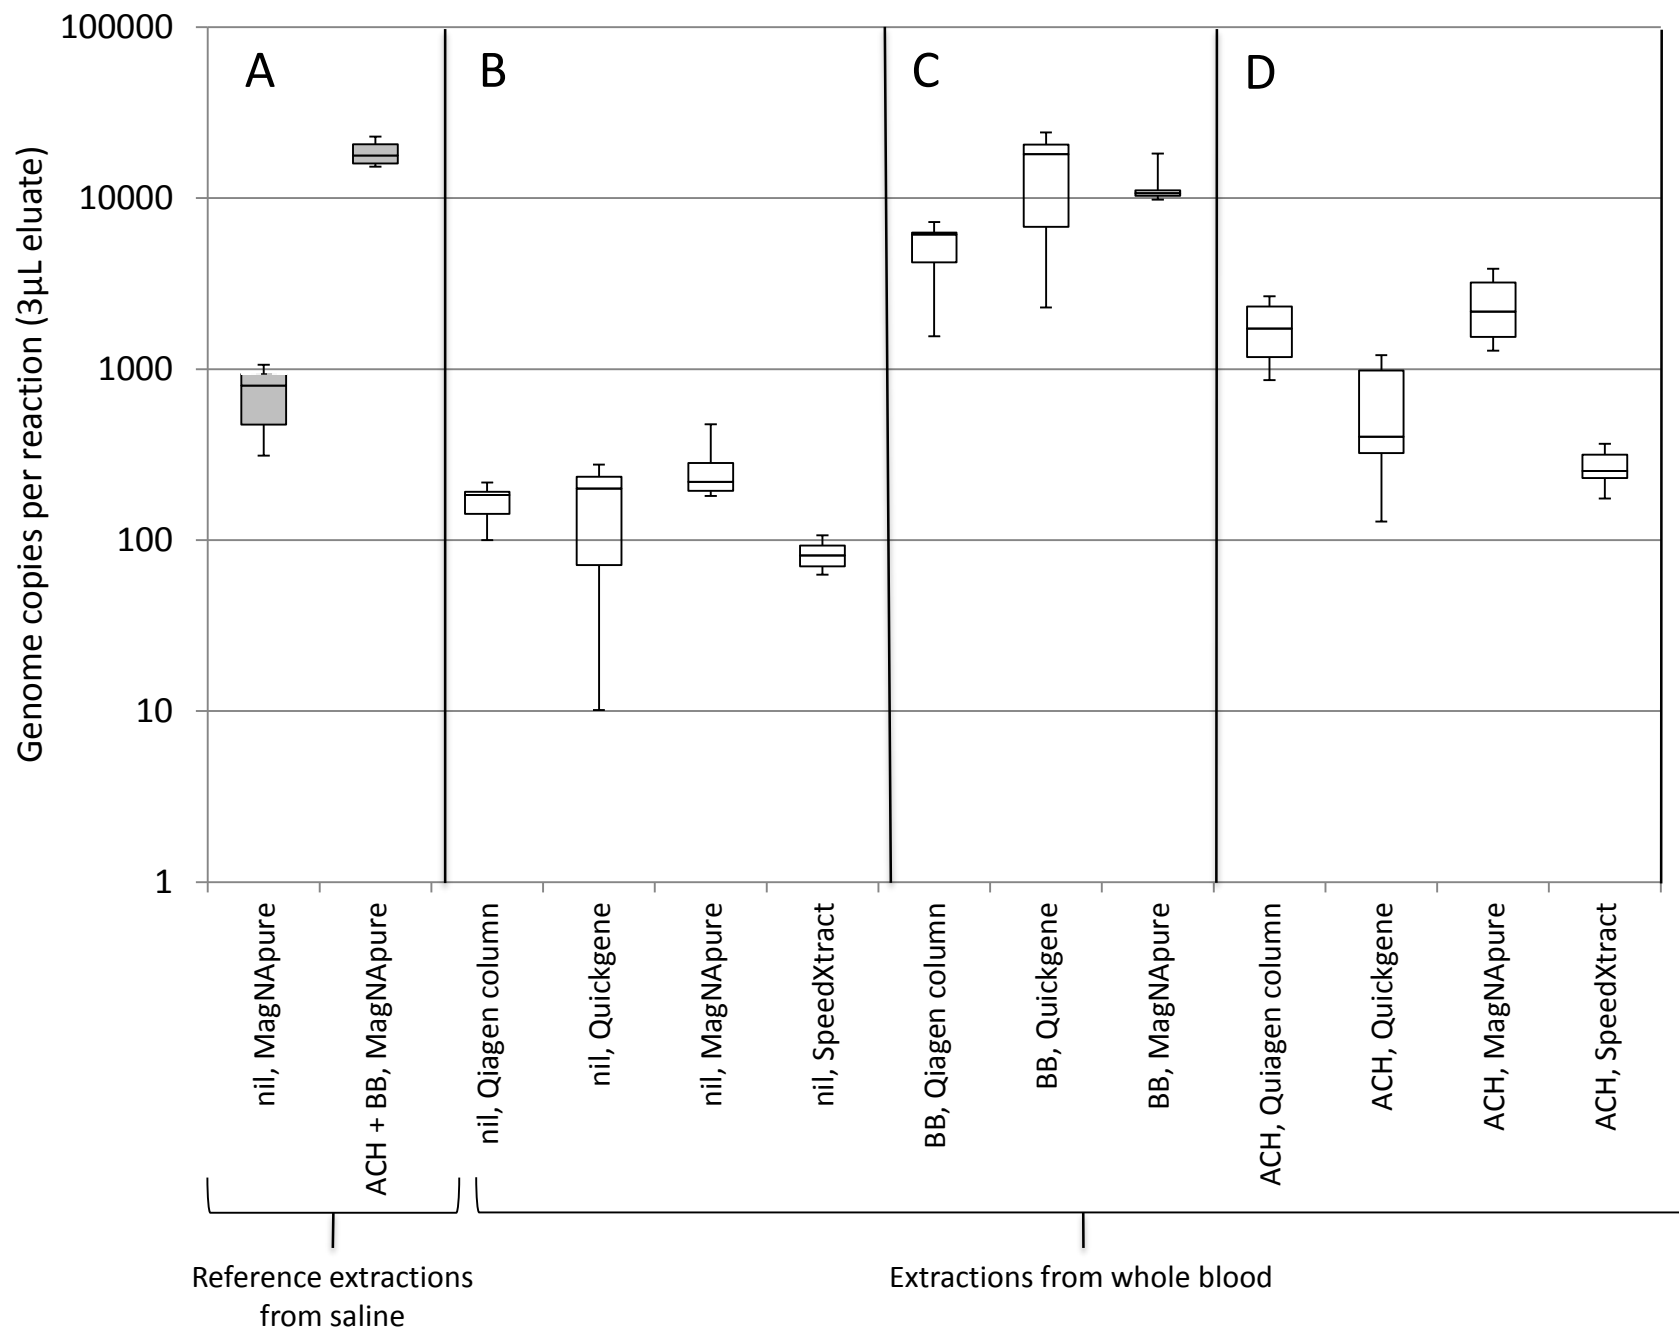 100000
10000
1000
100
10
1
Genome copies per reaction (3µL eluate)
A
B
C
D
nil, MagNApure
ACH + BB, MagNApure
nil, Qiagen column
nil, Quickgene
nil, MagNApure
nil, SpeedXtract
BB, Qiagen column
BB, Quickgene
BB, MagNApure
ACH, Quiagen column
ACH, Quickgene
ACH, MagNApure
ACH, SpeedXtract
Reference extractions
from saline
Extractions from whole blood